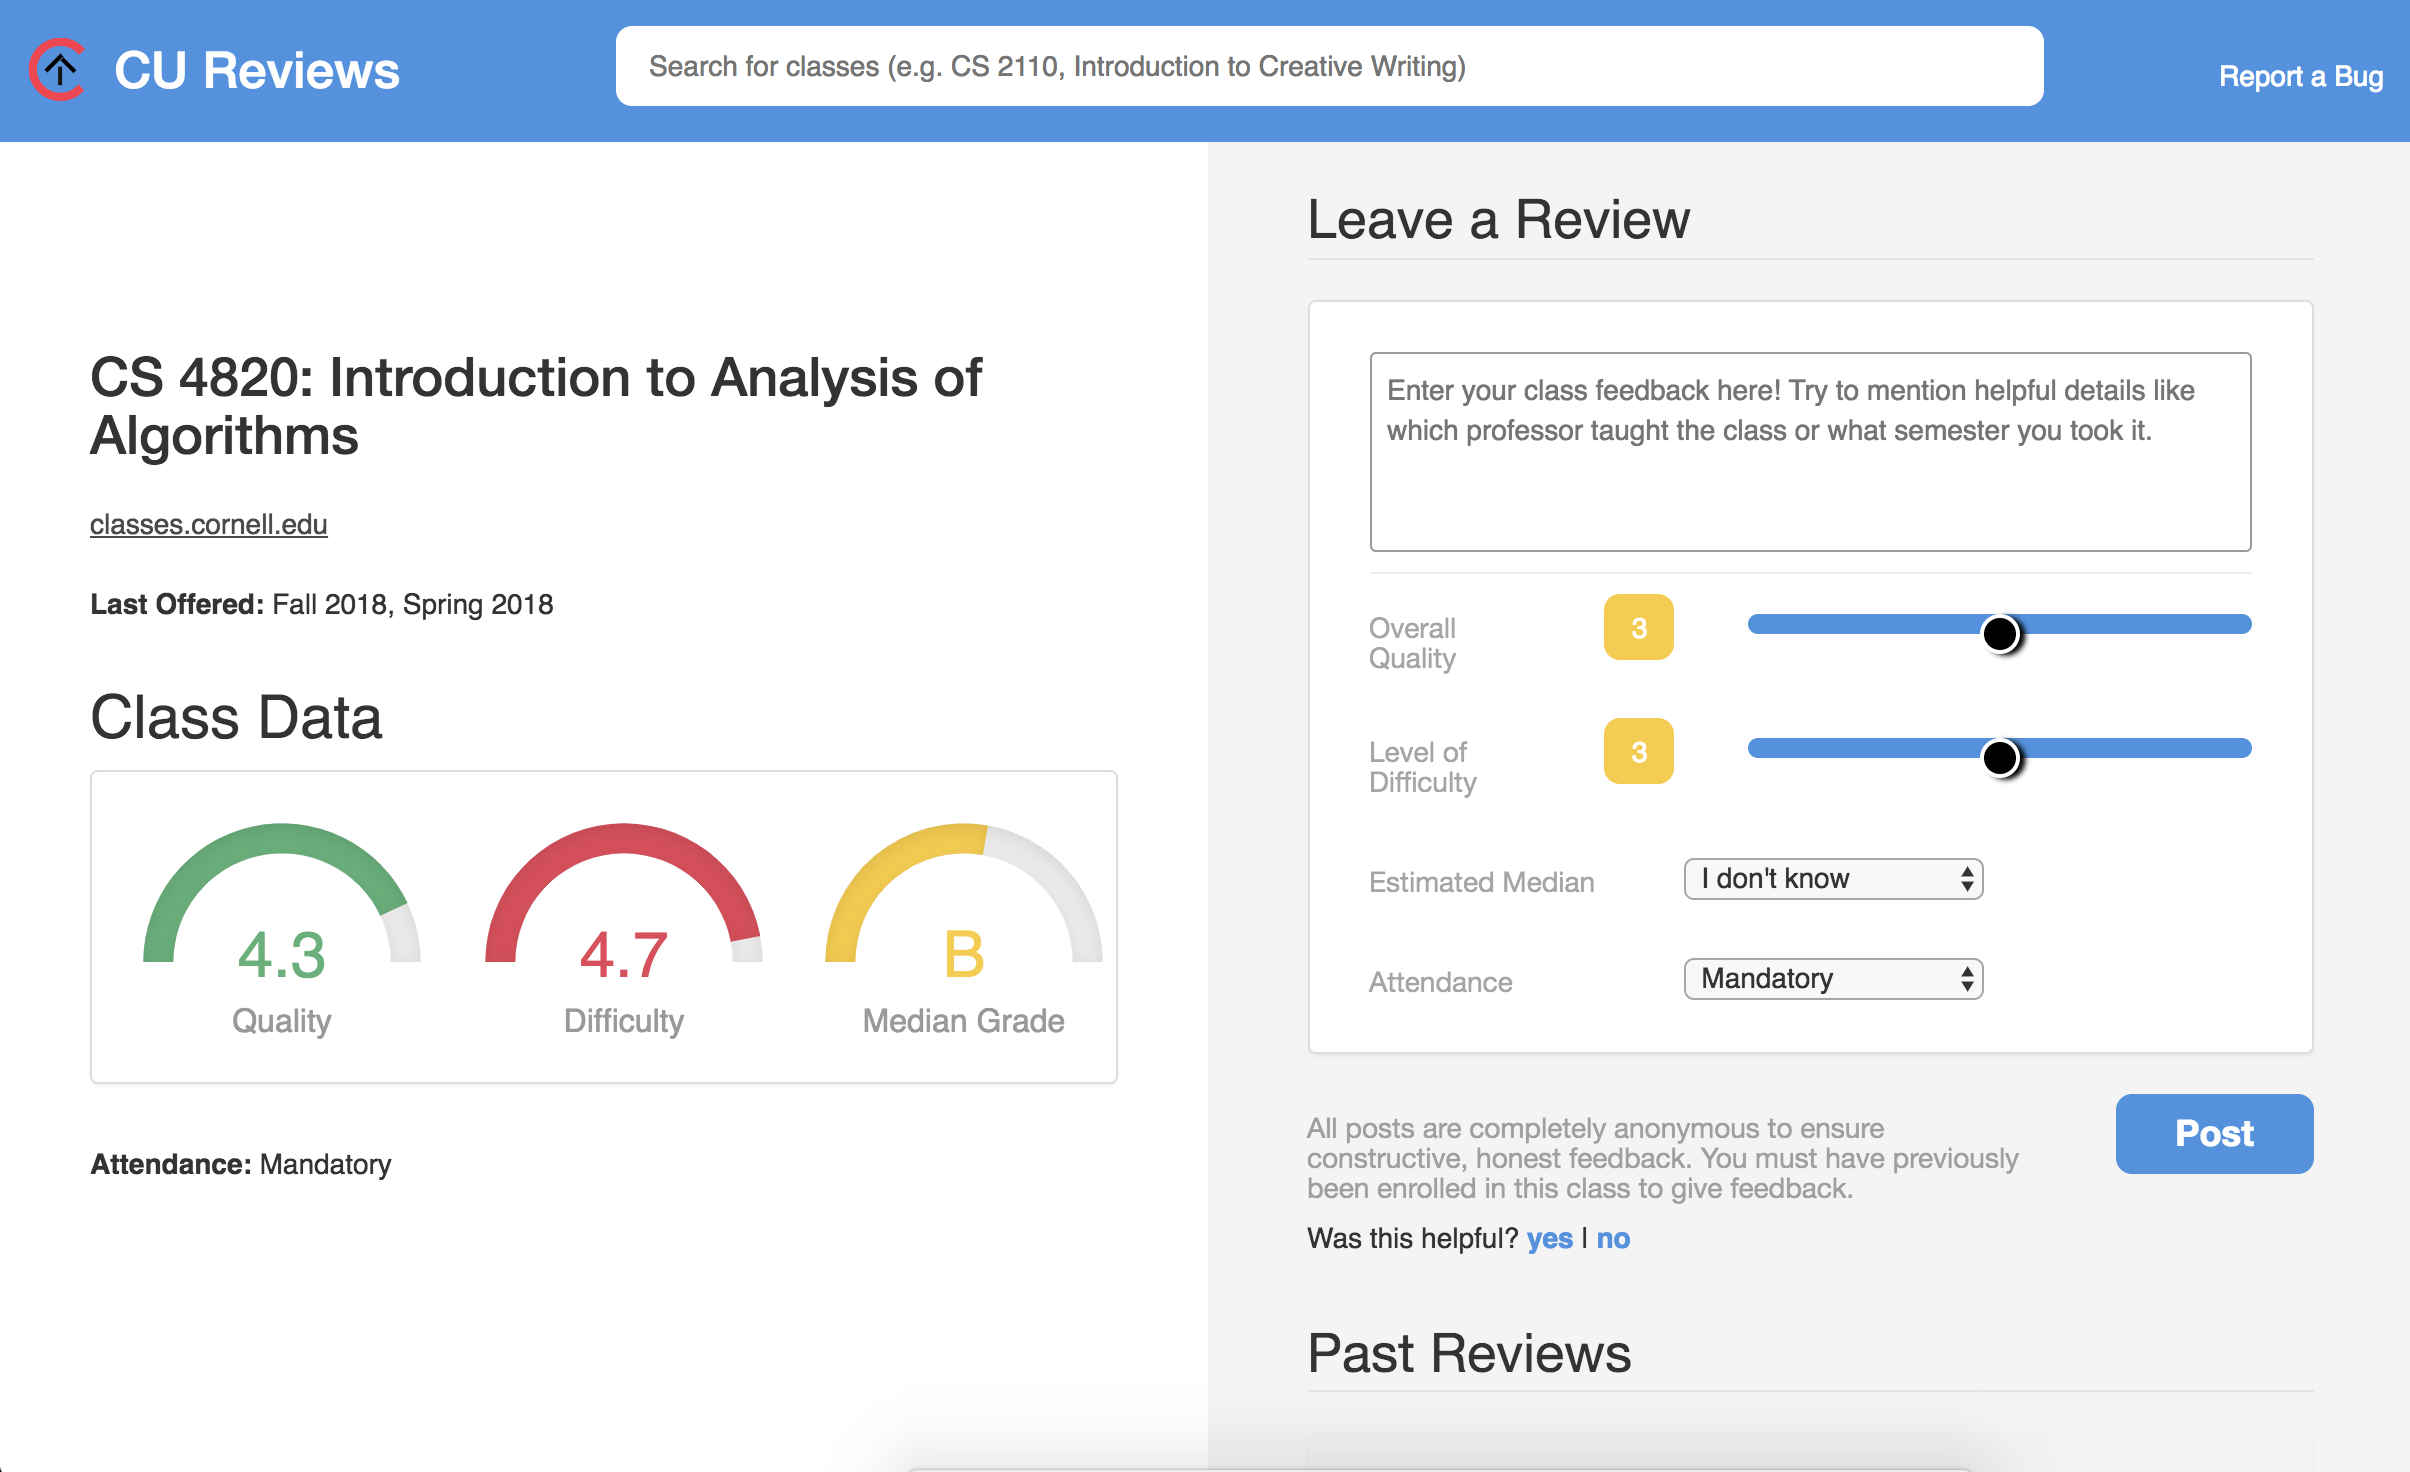 CU Reviews
Search for classes (e.g. CS 2110, Introduction to Creative Writing)
Report a Bug
CS 4820: Introduction to Analysis of
Algorithms
classes.cornell.edu
Last Offered: Fall 2018, Spring 2018
Class Data
4.3
Quality
4.7
Difficulty
B
Median Grade
Attendance: Mandatory
Leave a Review
Enter your class feedback here! Try to mention helpful details like
which professor taught the class or what semester you took it.
Overall
Quality
3
Level of
Difficulty
3
Estimated Median
I don't know
Attendance
Mandatory
All posts are completely anonymous to ensure
constructive, honest feedback. You must have previously
been enrolled in this class to give feedback.
Post
Was this helpful? yes | no
Past Reviews